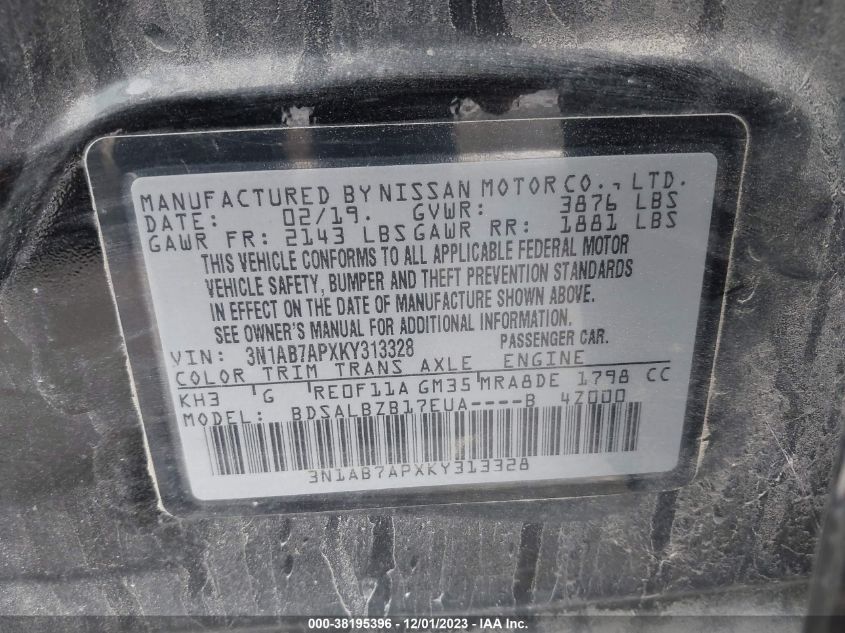 MANUFACTURED BY NISSAN MOTOR CO., LTD.
DATE: 02/19. GVWR: 3876 LBS
GAWR FR: 2143 LBS GAWR RR: 1881 LBS
THIS VEHICLE CONFORMS TO ALL APPLICABLE FEDERAL MOTOR
VEHICLE SAFETY, BUMPER AND THEFT PREVENTION STANDARDS
IN EFFECT ON THE DATE OF MANUFACTURE SHOWN ABOVE.
SEE OWNER'S MANUAL FOR ADDITIONAL INFORMATION.
VIN: 3N1AB7APXKY313328 PASSENGER CAR.
COLOR TRIM TRANS AXLE ENGINE
KH3 G RE0F11A GM35 MRA8DE 1798 CC
MODEL: BDSALBZB17EUA----B 4Z000
3N1AB7APXKY313328
000-38195396 - 12/01/2023 - IAA Inc.